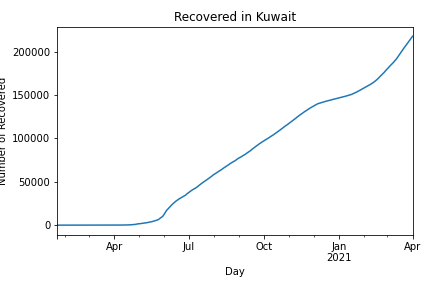 Recovered in Kuwait
Number of Recovered
200000
150000
100000
50000
0
Apr
Jul
Oct
Jan
2021
Apr
Day